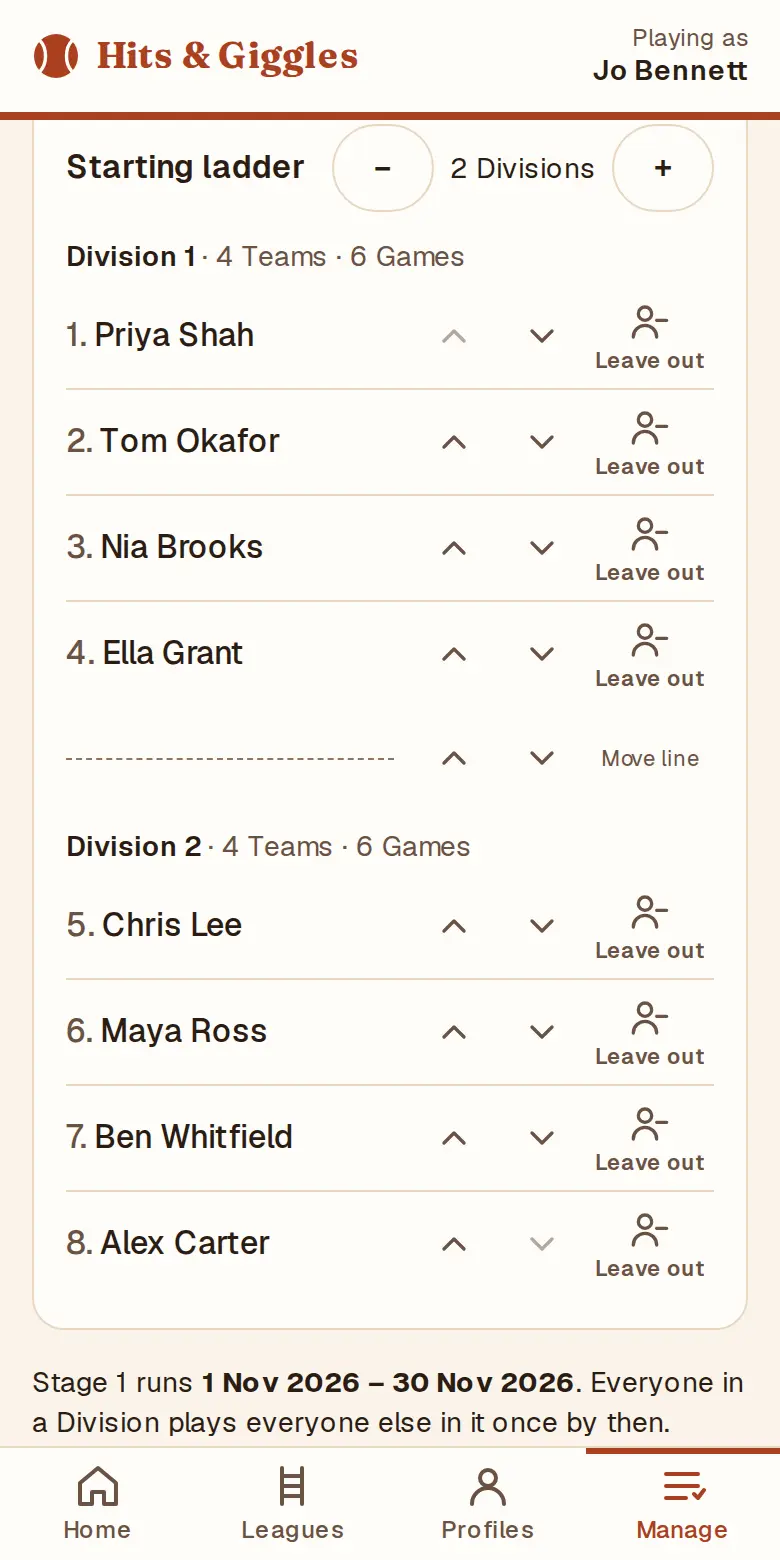 Hits & Giggles
Playing as
Jo Bennett
Starting ladder
–
2 Divisions
+
Division 1 · 4 Teams · 6 Games
1. Priya Shah
Leave out
2. Tom Okafor
Leave out
3. Nia Brooks
Leave out
4. Ella Grant
Leave out
Move line
Division 2 · 4 Teams · 6 Games
5. Chris Lee
Leave out
6. Maya Ross
Leave out
7. Ben Whitfield
Leave out
8. Alex Carter
Leave out
Stage 1 runs 1 Nov 2026 – 30 Nov 2026. Everyone in
a Division plays everyone else in it once by then.
Home
Leagues
Profiles
Manage